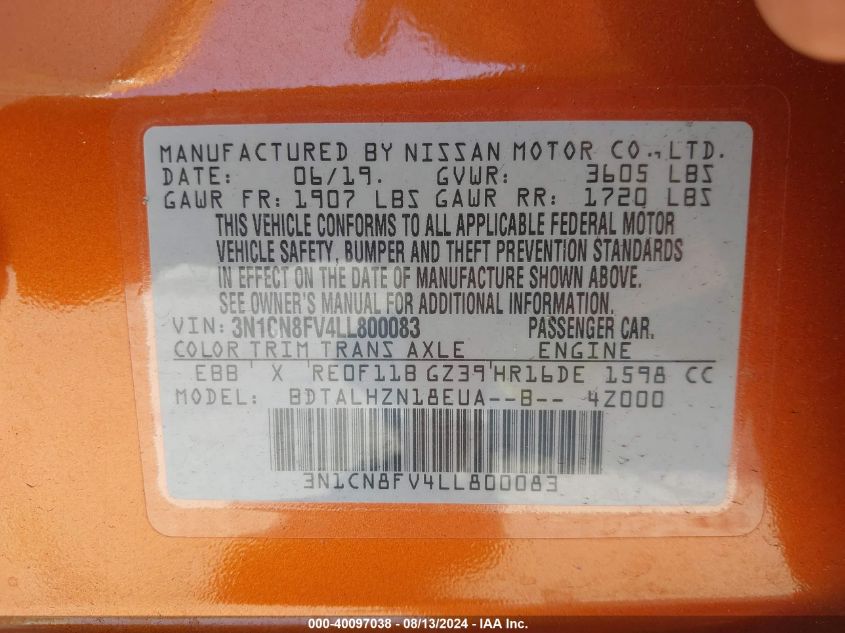 MANUFACTURED BY NISSAN MOTOR CO., LTD.
DATE: 06/19. GVWR: 3605 LBS
GAWR FR: 1907 LBS GAWR RR: 1720 LBS
THIS VEHICLE CONFORMS TO ALL APPLICABLE FEDERAL MOTOR
VEHICLE SAFETY, BUMPER AND THEFT PREVENTION STANDARDS
IN EFFECT ON THE DATE OF MANUFACTURE SHOWN ABOVE.
SEE OWNER'S MANUAL FOR ADDITIONAL INFORMATION.
VIN: 3N1CN8FV4LL800083 PASSENGER CAR.
COLOR TRIM TRANS AXLE ENGINE
EBB X RE0F11B GZ39 HR16DE 1598 CC
MODEL: BDTALHZN18EUA--B-- 4Z000
3N1CN8FV4LL800083
000-40097038 - 08/13/2024 - IAA Inc.